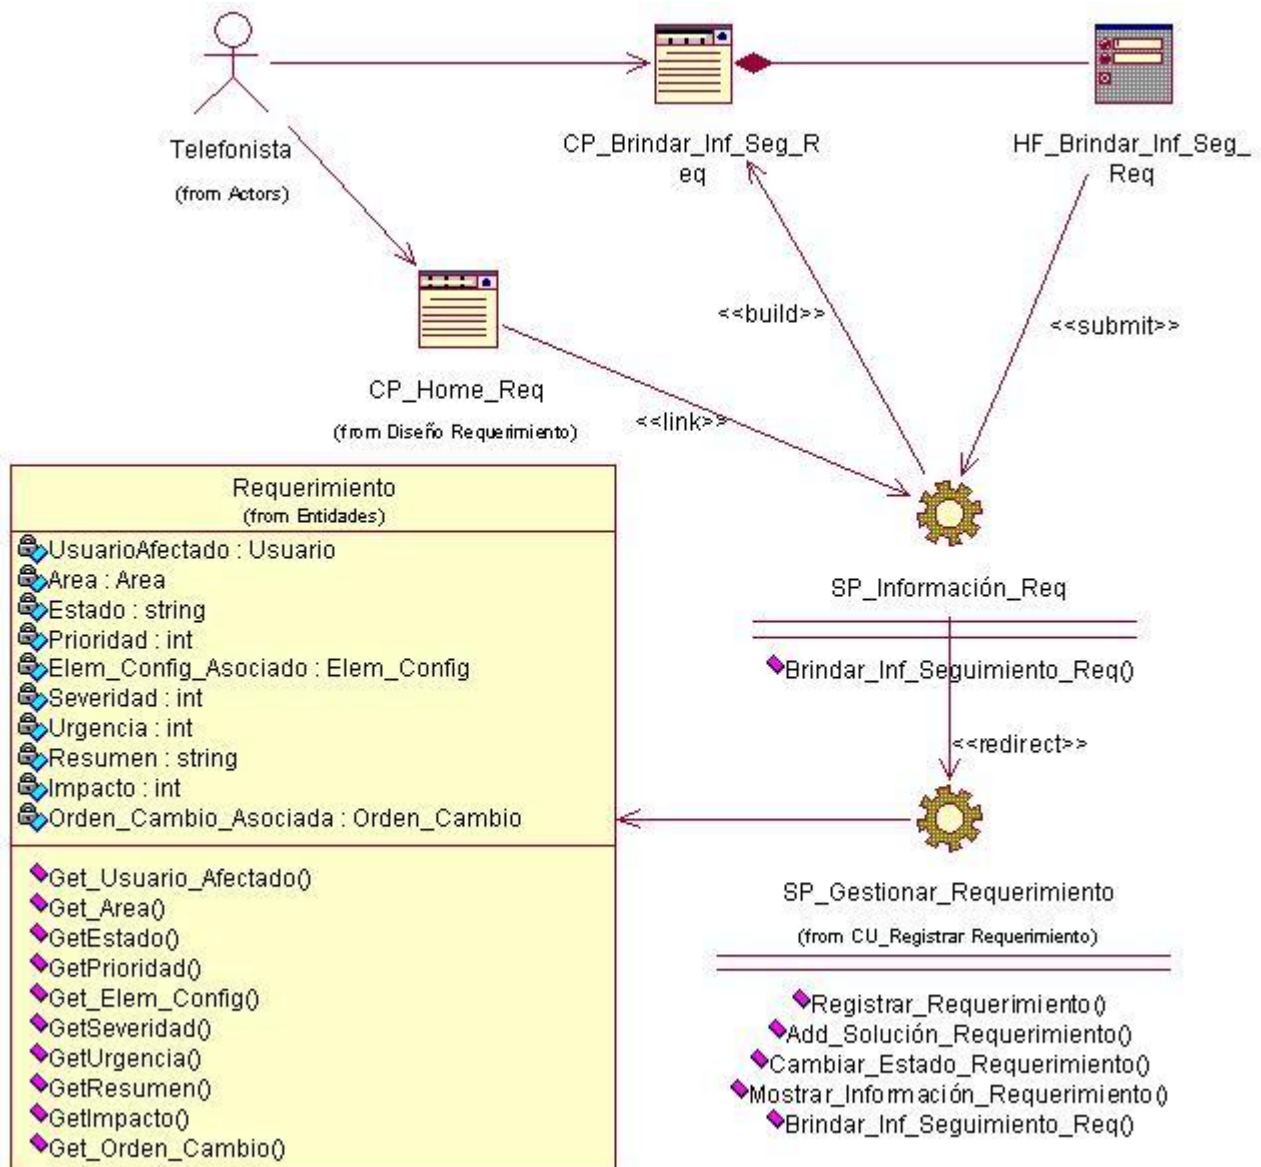 Telefonista
(from Actors)
CP_Brindar_Inf_Seg_R
eq
HF_Brindar_Inf_Seg_
Req
<<build>>
<<submit>>
CP_Home_Req
(from Diseño Requerimiento)
<<link>>
SP_Información_Req
Brindar_Inf_Seguimiento_Req()
<<redirect>>
Requerimiento
(from Entidades)
UsuarioAfectado : Usuario
Area : Area
Estado : string
Prioridad : int
Elem_Config_Asociado : Elem_Config
Severidad : int
Urgencia : int
Resumen : string
Impacto : int
Orden_Cambio_Asociada : Orden_Cambio
Get_Usuario_Afectado()
Get_Area()
GetEstado()
GetPrioridad()
Get_Elem_Config()
GetSeveridad()
GetUrgencia()
GetResumen()
GetImpacto()
Get_Orden_Cambio()
SP_Gestionar_Requerimiento
(from CU_Registrar Requerimiento)
Registrar_Requerimiento()
Add_Solución_Requerimiento()
Cambiar_Estado_Requerimiento()
Mostrar_Información_Requerimiento()
Brindar_Inf_Seguimiento_Req()